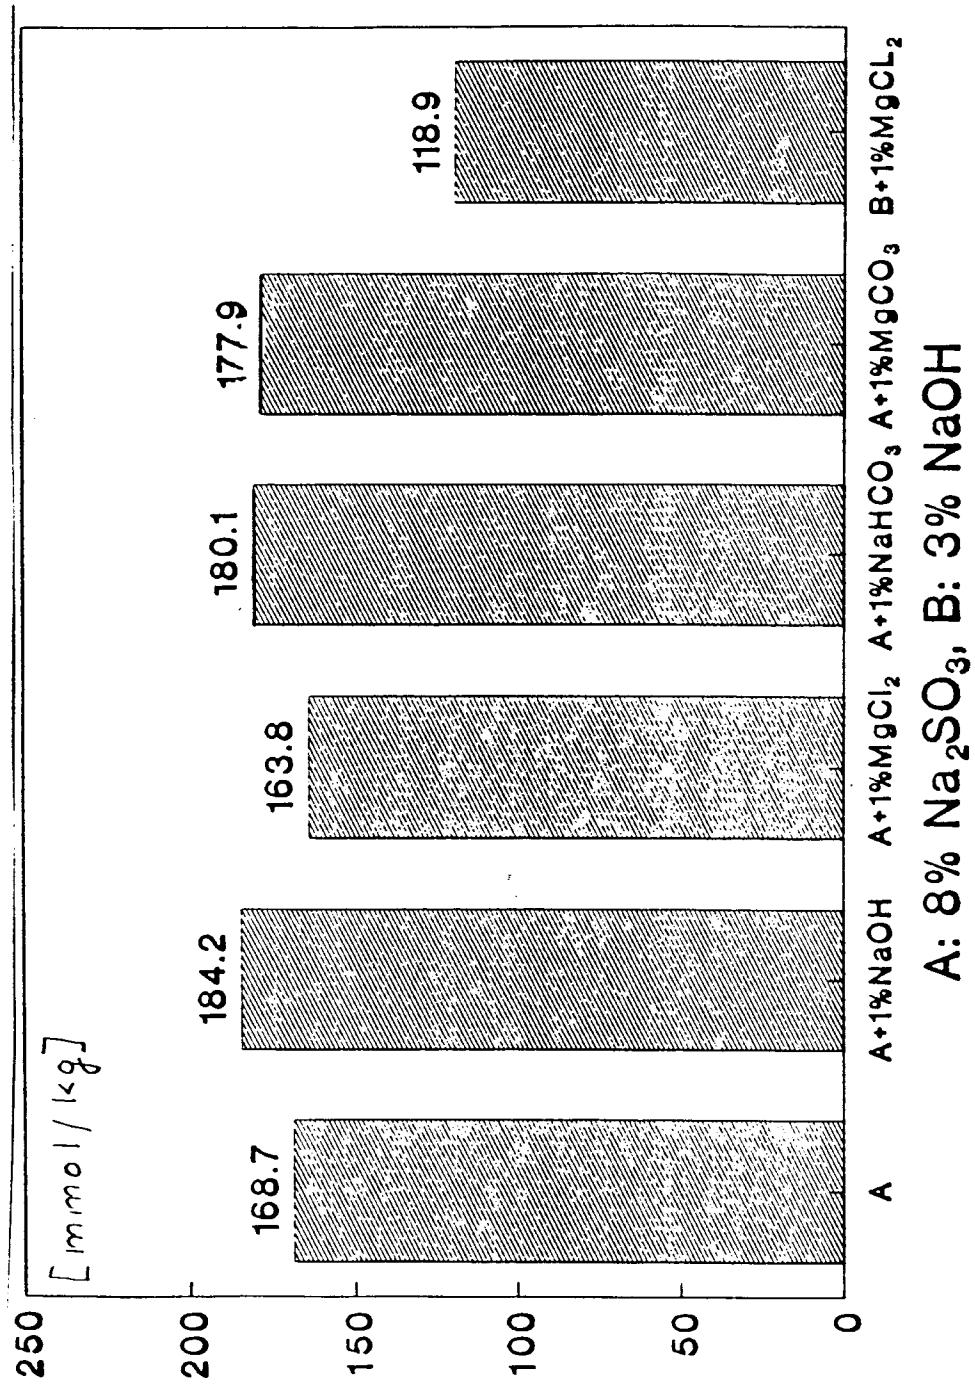 [mmol/kg]
250
200
150
100
50
0
168.7
184.2
163.8
180.1
177.9
118.9
A
A+1%NaOH
A+1%MgCl₂
A+1%NaHCO₃
A+1%MgCO₃
B+1%MgCL₂
A: 8% Na₂SO₃, B: 3% NaOH